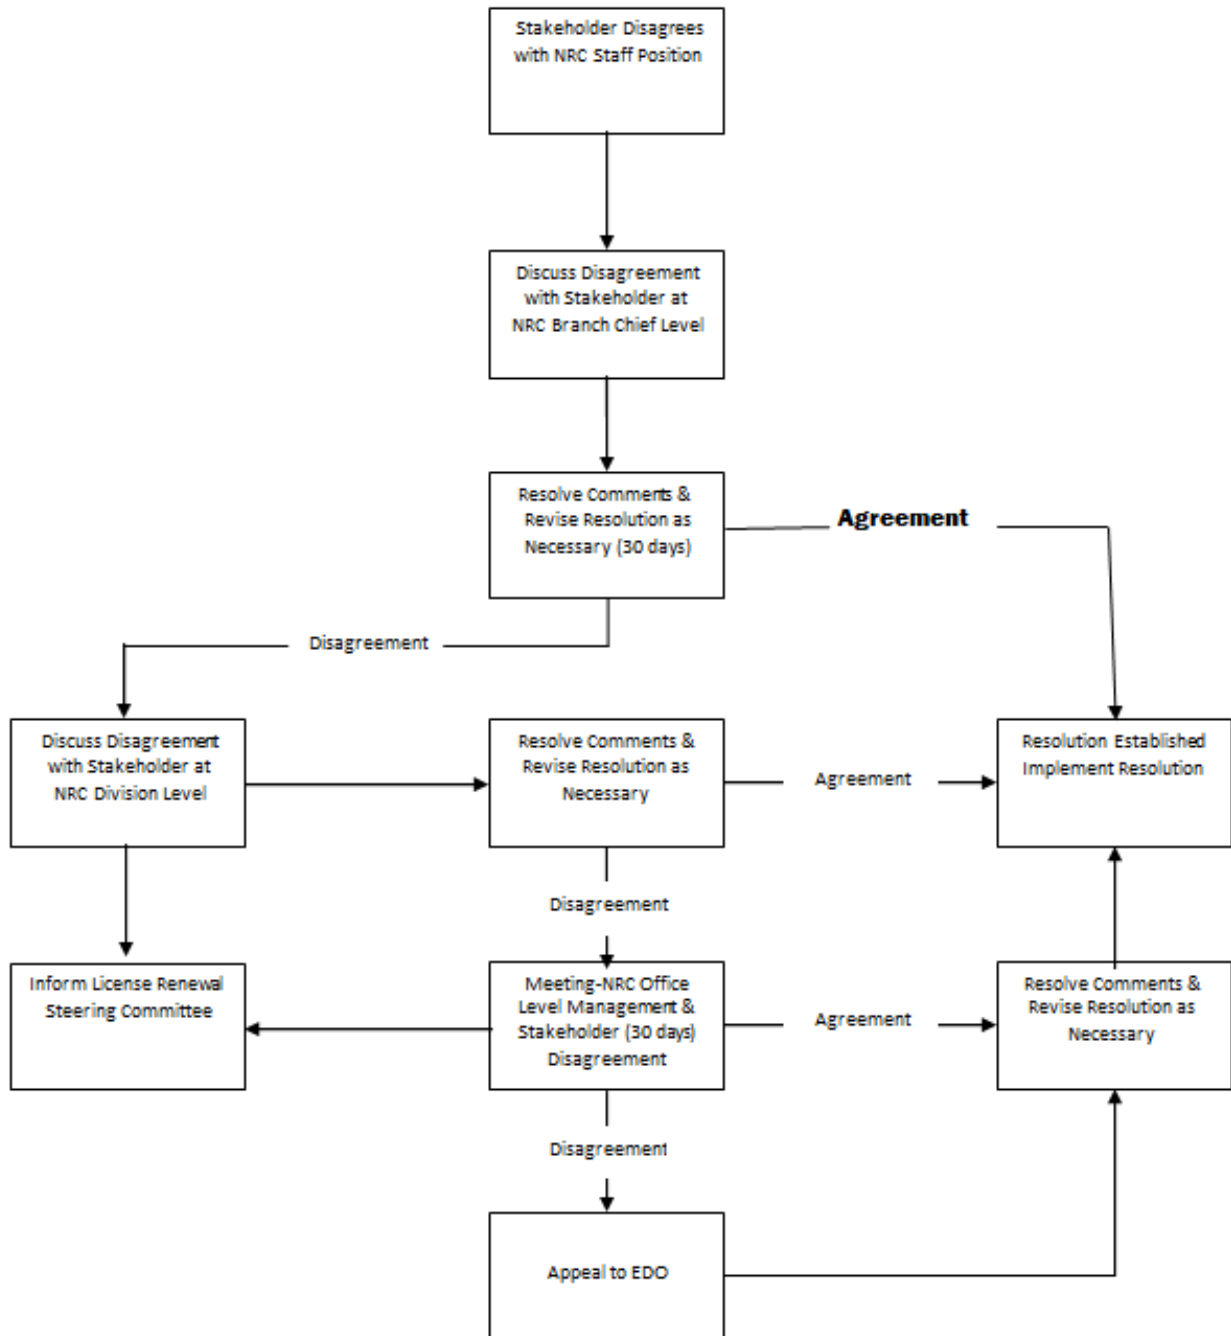 Stakeholder Disagrees
with NRC Staff Position
Discuss Disagreement
with Stakeholder at
NRC Branch Chief Level
Resolve Comments &
Revise Resolution as
Necessary (30 days)
Agreement
Disagreement
Discuss Disagreement
with Stakeholder at
NRC Division Level
Resolve Comments &
Revise Resolution as
Necessary
Agreement
Resolution Established
Implement Resolution
Disagreement
Inform License Renewal
Steering Committee
Meeting-NRC Office
Level Management &
Stakeholder (30 days)
Disagreement
Agreement
Resolve Comments &
Revise Resolution as
Necessary
Disagreement
Appeal to EDO